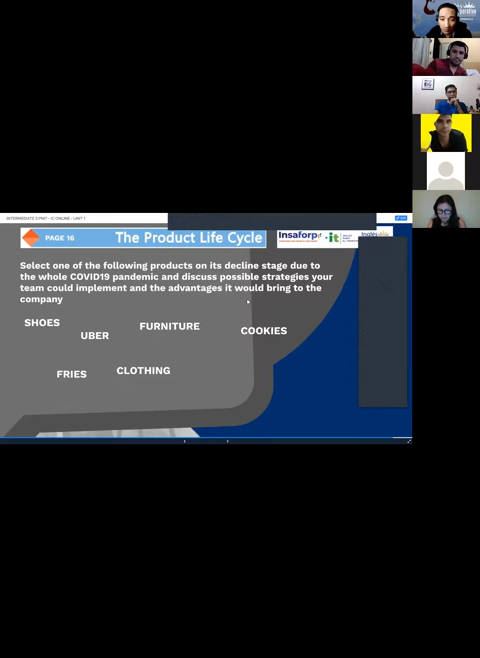 INTERMEDIATE 5 PMIT - IC ONLINE - UNIT 1
PAGE 16
The Product Life Cycle
Insaforp
it
Select one of the following products on its decline stage due to
the whole COVID19 pandemic and discuss possible strategies your
team could implement and the advantages it would bring to the
company
SHOES
FURNITURE
COOKIES
UBER
FRIES
CLOTHING